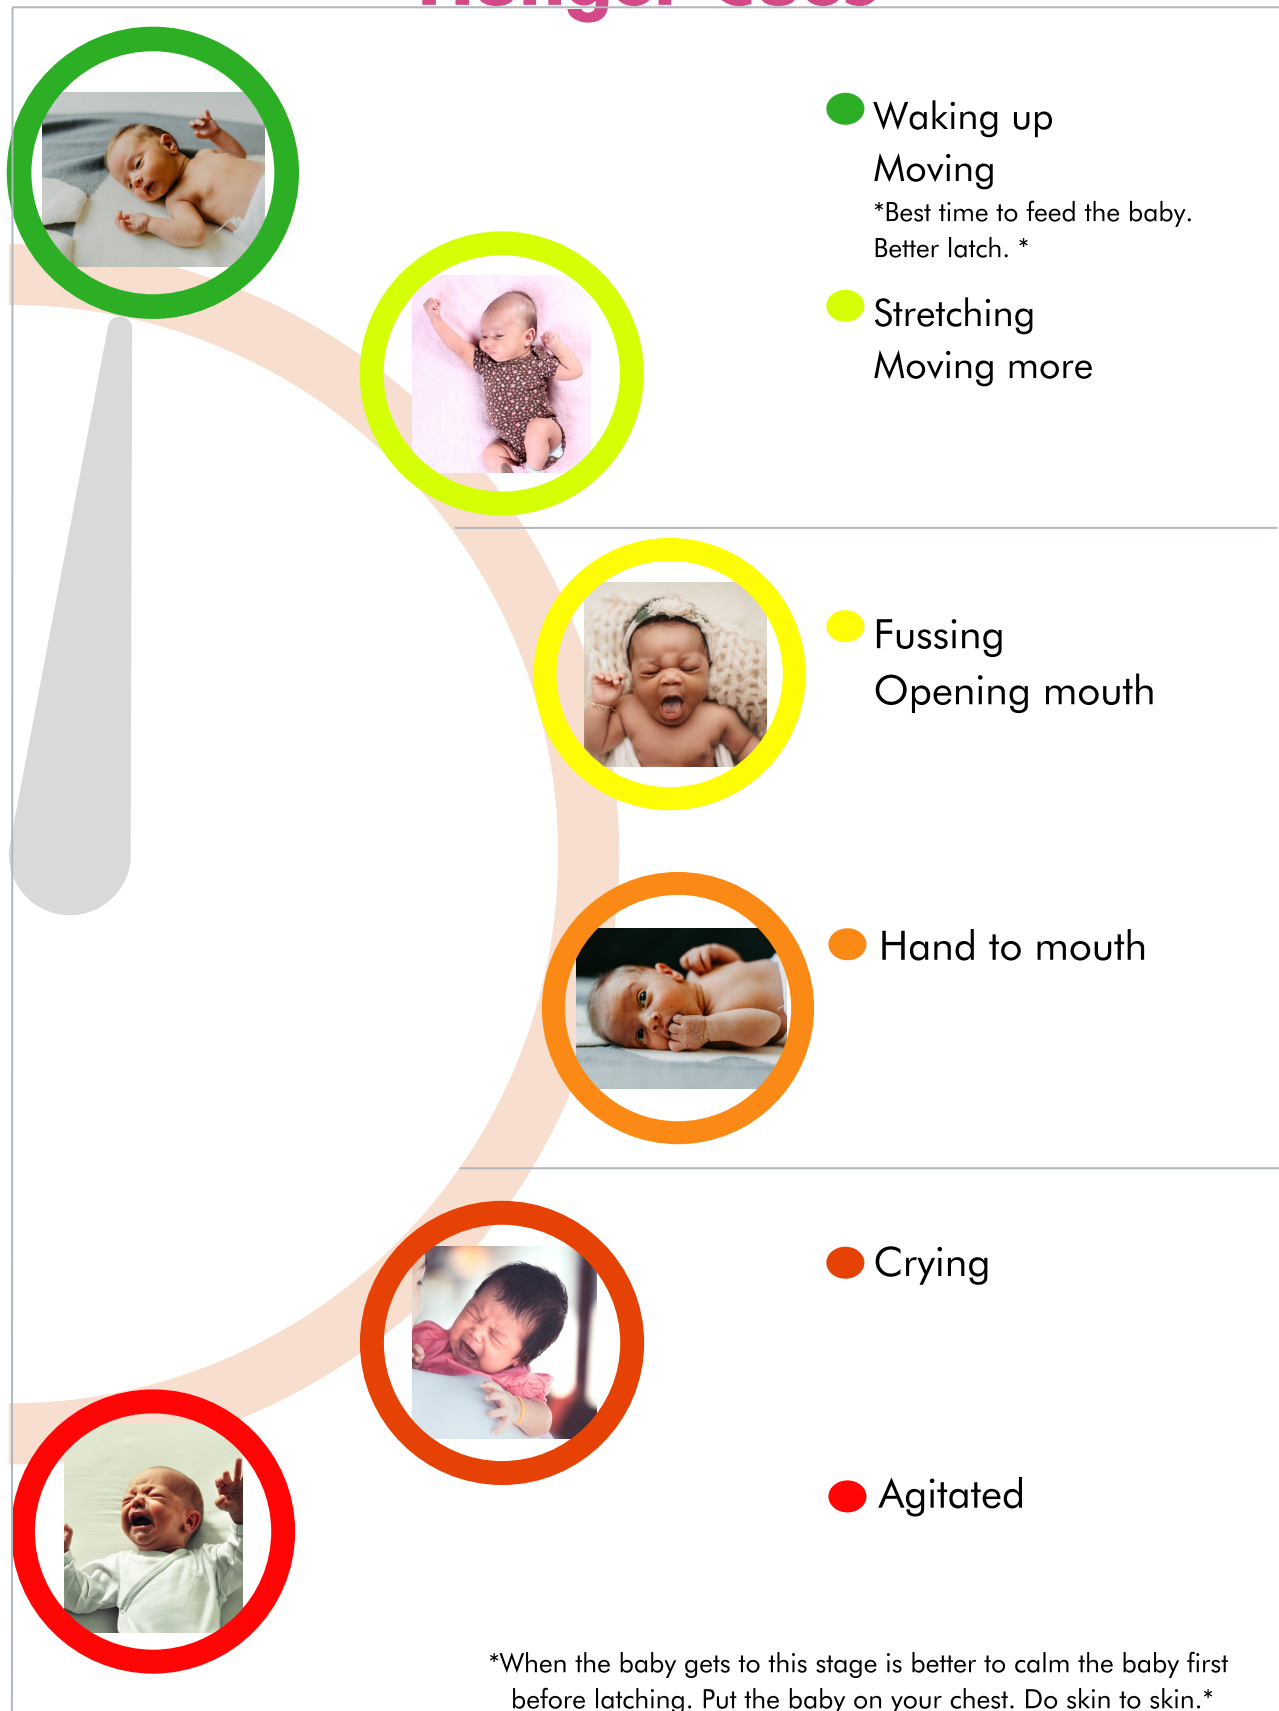 Hunger Cues
Waking up
Moving
*Best time to feed the baby.
Better latch. *
Stretching
Moving more
Fussing
Opening mouth
Hand to mouth
Crying
Agitated
*When the baby gets to this stage is better to calm the baby first
before latching. Put the baby on your chest. Do skin to skin.*